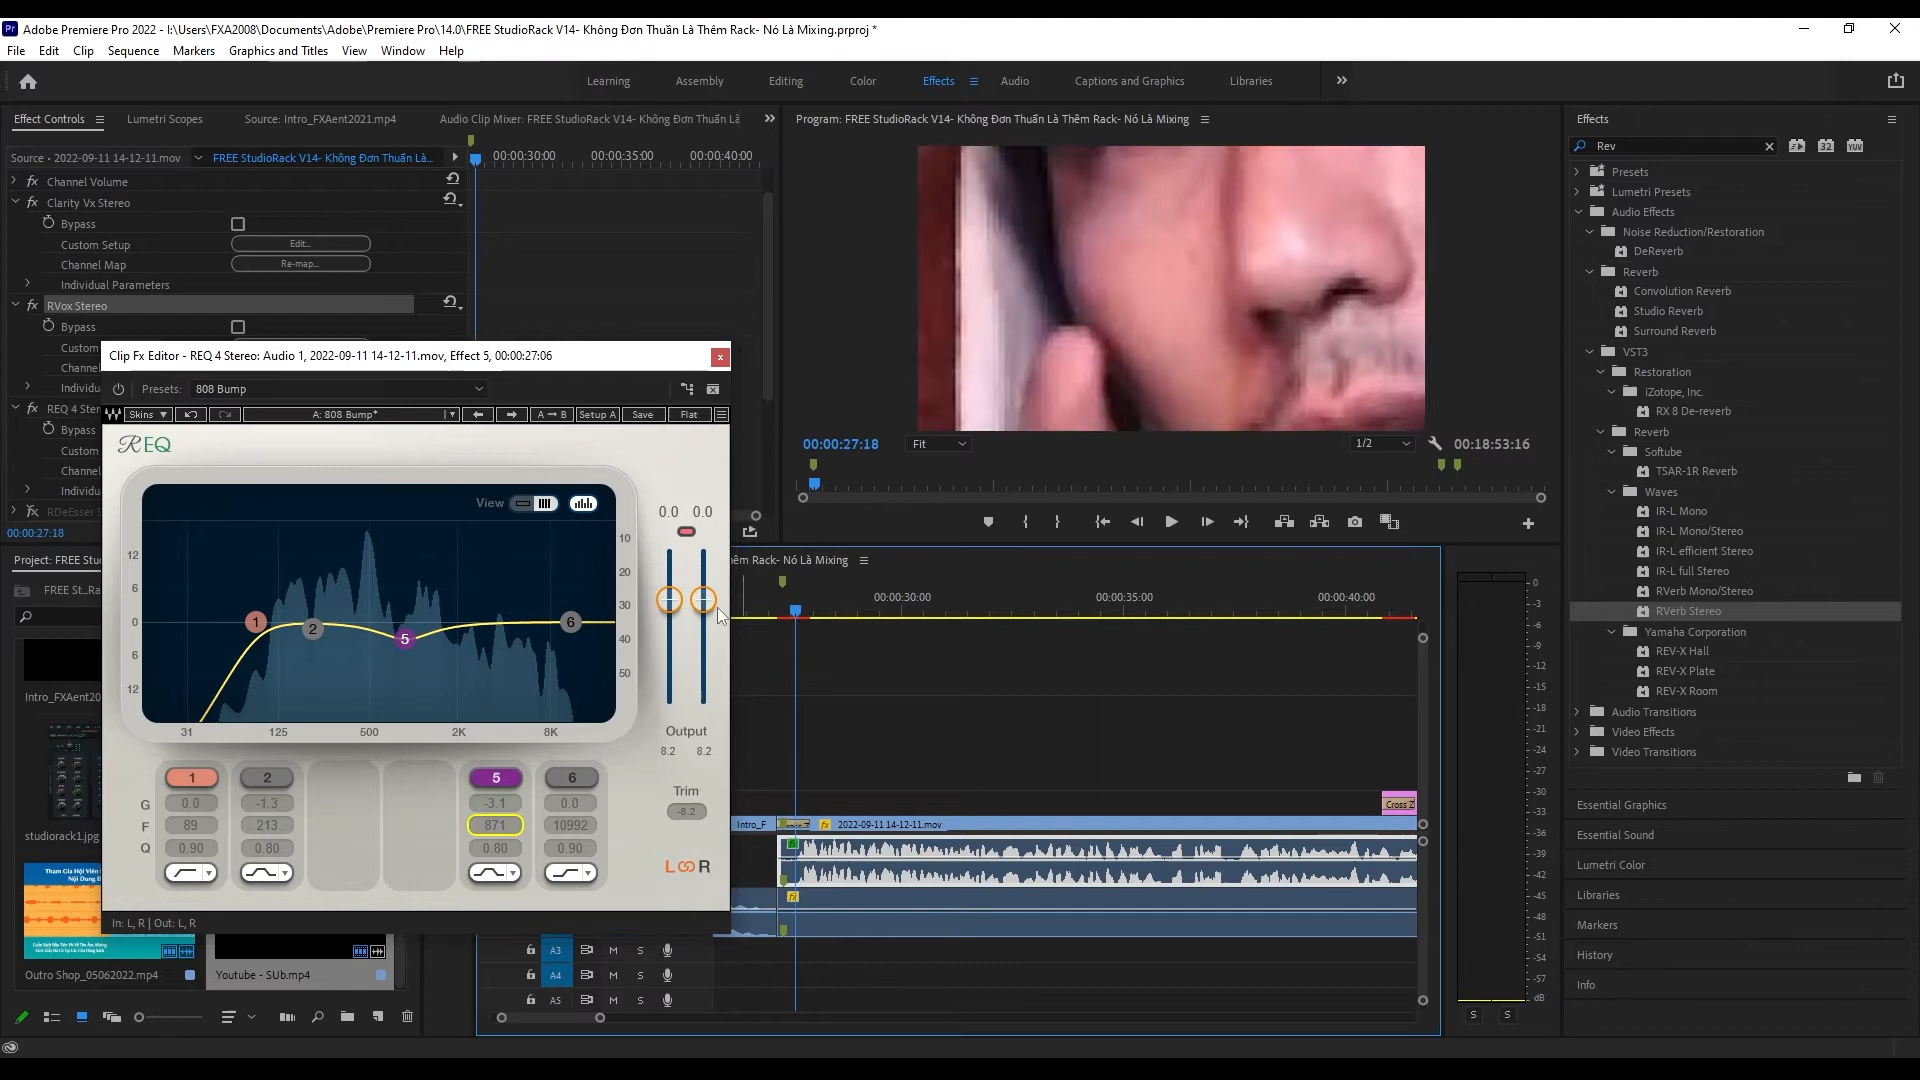 Adobe Premiere Pro 2022 - I:\Users\FXA2008\Documents\Adobe\Premiere Pro\14.0\FREE StudioRack V14- Không Đơn Thuần Là Thêm Rack- Nó Là Mixing.prproj *
File Edit Clip Sequence Markers Graphics and Titles View Window Help
Learning Assembly Editing Color Effects Audio Captions and Graphics Libraries
Effect Controls Lumetri Scopes Source: Intro_FXAent2021.mp4 Audio Clip Mixer: FREE StudioRack V14- Không Đơn Thuần Là
Program: FREE StudioRack V14- Không Đơn Thuần Là Thêm Rack- Nó Là Mixing
Effects
Source • 2022-09-11 14-12-11.mov FREE StudioRack V14- Không Đơn Thuần Là...
00:00:30:00 00:00:35:00 00:00:40:00
Rev
Channel Volume
Clarity Vx Stereo
Bypass
Custom Setup Edit...
Channel Map Re-map...
Individual Parameters
RVox Stereo
Bypass
Custom
Channel
Individu
REQ 4 Ster
Bypass
Custom
Channel
Individu
RDeEsser S
00:00:27:18
Clip Fx Editor - REQ 4 Stereo: Audio 1, 2022-09-11 14-12-11.mov, Effect 5, 00:00:27:06
Presets: 808 Bump
Skins A: 808 Bump* A→B Setup A Save Flat
REQ
View
0.0 0.0
12 6 0 6 12
10 20 30 40 50
1 2 5 6
31 125 500 2K 8K
Output
8.2 8.2
Trim
-8.2
L R
1 2 5 6
G 0.0 -1.3 -3.1 0.0
F 89 213 871 10992
Q 0.90 0.80 0.80 0.90
In: L, R | Out: L, R
00:00:27:18 Fit 1/2 00:18:53:16
Presets
Lumetri Presets
Audio Effects
Noise Reduction/Restoration
DeReverb
Reverb
Convolution Reverb
Studio Reverb
Surround Reverb
VST3
Restoration
iZotope, Inc.
RX 8 De-reverb
Reverb
Softube
TSAR-1R Reverb
Waves
IR-L Mono
IR-L Mono/Stereo
IR-L efficient Stereo
IR-L full Stereo
RVerb Mono/Stereo
RVerb Stereo
Yamaha Corporation
REV-X Hall
REV-X Plate
REV-X Room
Audio Transitions
Video Effects
Video Transitions
Essential Graphics
Essential Sound
Lumetri Color
Libraries
Markers
History
Info
Project: FREE Stu
FREE St...Ra
Intro_FXAent20
studiorack1.jpg
Outro Shop_05062022.mp4
Youtube - SUb.mp4
hêm Rack- Nó Là Mixing
00:00:30:00 00:00:35:00 00:00:40:00
Cross Z
Intro_F fx 2022-09-11 14-12-11.mov
A3 M S
A4 M S
A5 M S
0
-3
-6
-9
-12
-15
-18
-21
-24
-27
-30
-33
-36
-39
-42
-45
-48
-51
-54
-57
dB
S S